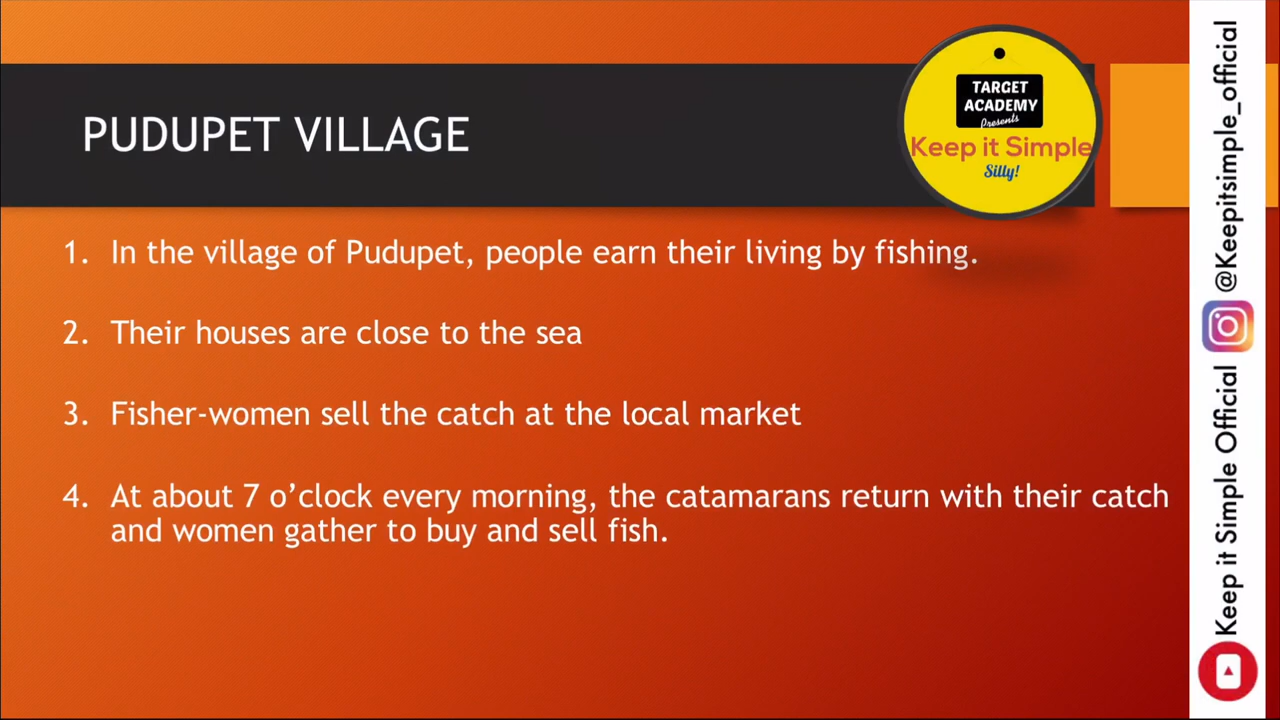 PUDUPET VILLAGE
TARGET
ACADEMY
Presents
Keep it Simple
Silly!
1. In the village of Pudupet, people earn their living by fishing.
2. Their houses are close to the sea
3. Fisher-women sell the catch at the local market
4. At about 7 o’clock every morning, the catamarans return with their catch
and women gather to buy and sell fish.
Keep it Simple Official
@Keepitsimple_official